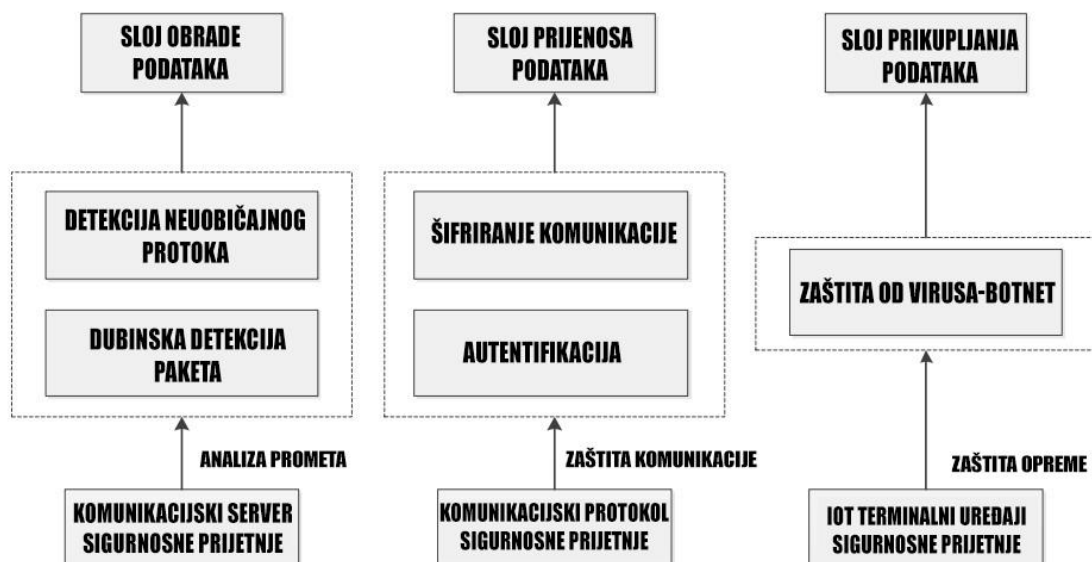 SLOJ OBRADE
PODATAKA
DETEKCIJA NEUOBIČAJNOG
PROTOKA
DUBINSKA DETEKCIJA
PAKETA
ANALIZA PROMETA
KOMUNIKACIJSKI SERVER
SIGURNOSNE PRIJETNJE
SLOJ PRIJENOSA
PODATAKA
ŠIFRIRANJE KOMUNIKACIJE
AUTENTIFIKACIJA
ZAŠTITA KOMUNIKACIJE
KOMUNIKACIJSKI PROTOKOL
SIGURNOSNE PRIJETNJE
SLOJ PRIKUPLJANJA
PODATAKA
ZAŠTITA OD VIRUSA-BOTNET
ZAŠTITA OPREME
IOT TERMINALNI UREĐAJI
SIGURNOSNE PRIJETNJE